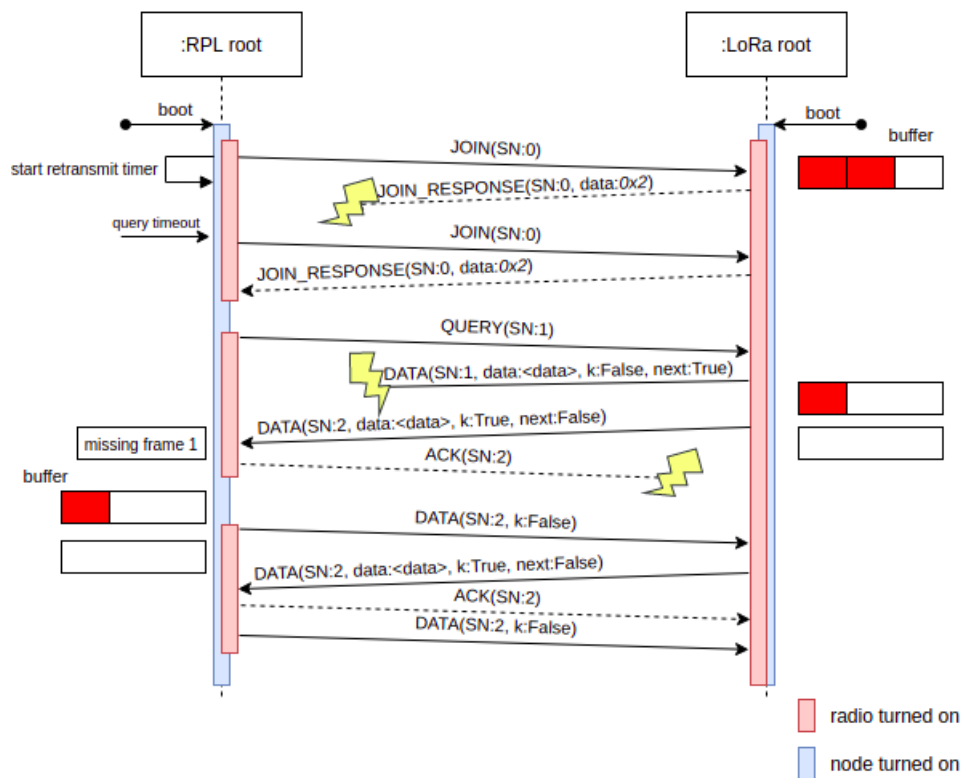 :RPL root
:LoRa root
boot
boot
buffer
JOIN(SN:0)
start retransmit timer
JOIN_RESPONSE(SN:0, data:0x2)
query timeout
JOIN(SN:0)
JOIN_RESPONSE(SN:0, data:0x2)
QUERY(SN:1)
DATA(SN:1, data:<data>, k:False, next:True)
DATA(SN:2, data:<data>, k:True, next:False)
missing frame 1
ACK(SN:2)
buffer
DATA(SN:2, k:False)
DATA(SN:2, data:<data>, k:True, next:False)
ACK(SN:2)
DATA(SN:2, k:False)
radio turned on
node turned on